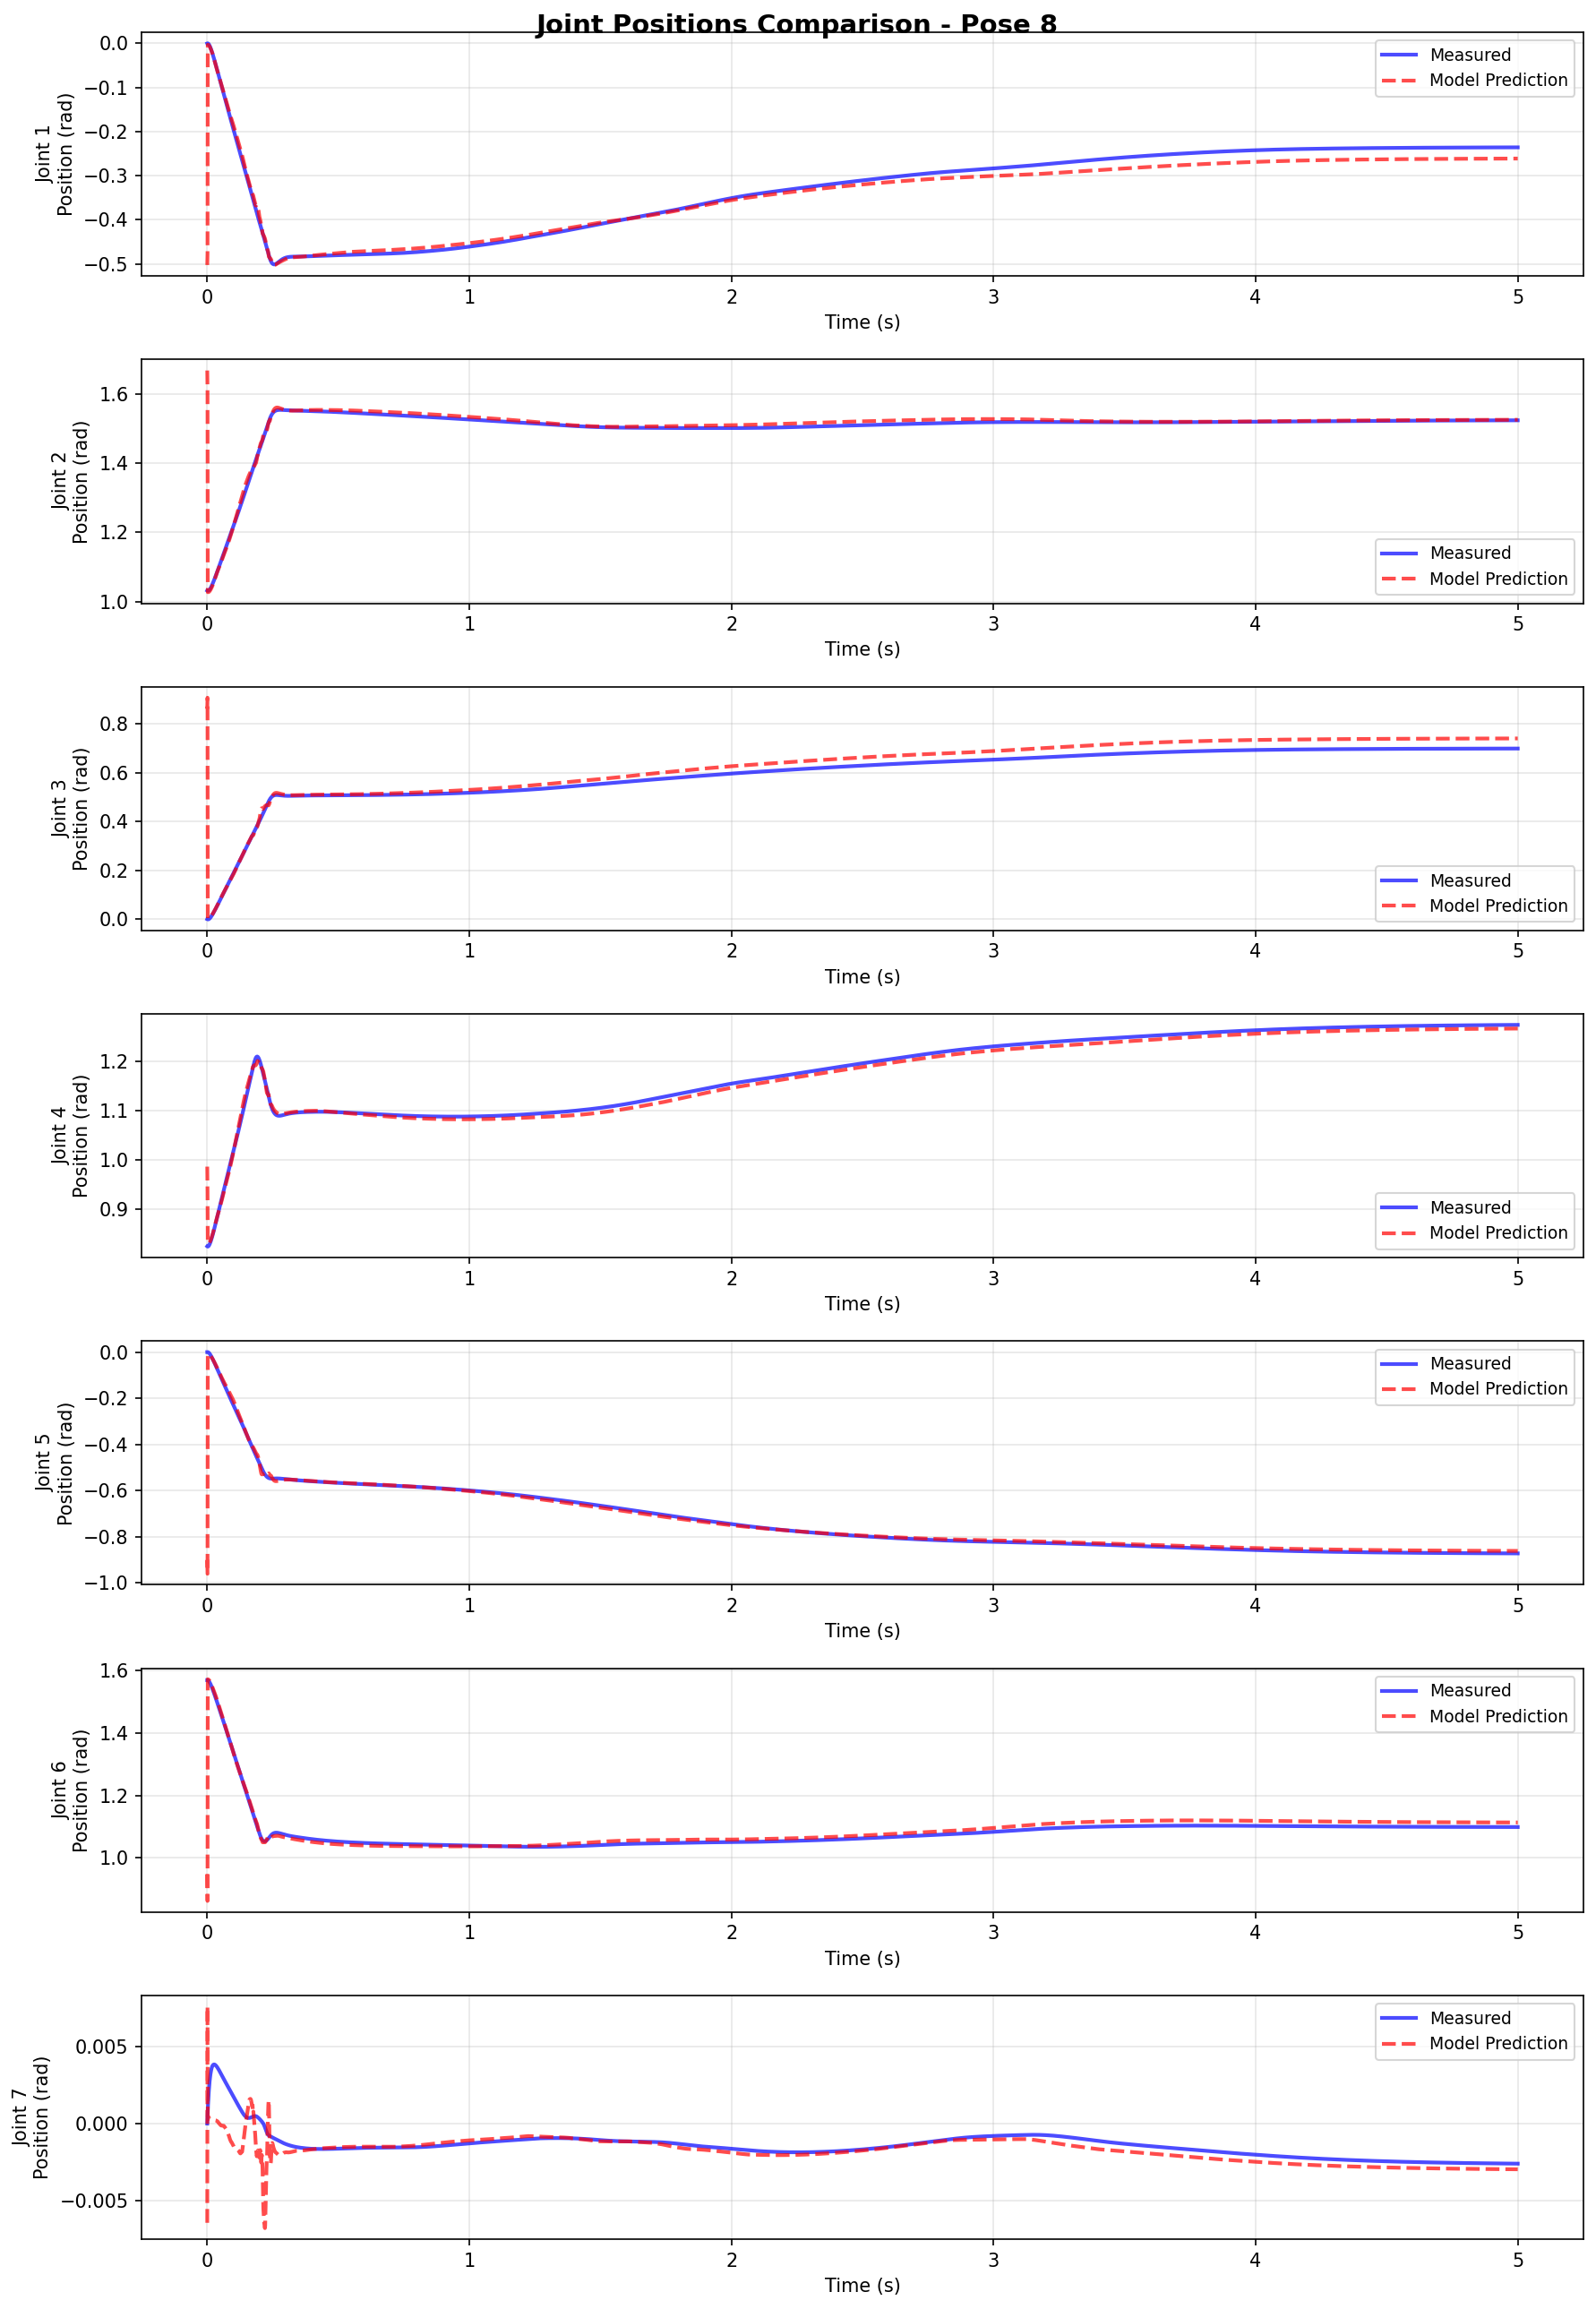 Joint Positions Comparison - Pose 8
Joint 1
Position (rad)
0.0
−0.1
−0.2
−0.3
−0.4
−0.5
Measured
Model Prediction
0 1 2 3 4 5
Time (s)
Joint 2
Position (rad)
1.6
1.4
1.2
1.0
Measured
Model Prediction
0 1 2 3 4 5
Time (s)
Joint 3
Position (rad)
0.8
0.6
0.4
0.2
0.0
Measured
Model Prediction
0 1 2 3 4 5
Time (s)
Joint 4
Position (rad)
1.2
1.1
1.0
0.9
Measured
Model Prediction
0 1 2 3 4 5
Time (s)
Joint 5
Position (rad)
0.0
−0.2
−0.4
−0.6
−0.8
−1.0
Measured
Model Prediction
0 1 2 3 4 5
Time (s)
Joint 6
Position (rad)
1.6
1.4
1.2
1.0
Measured
Model Prediction
0 1 2 3 4 5
Time (s)
Joint 7
Position (rad)
0.005
0.000
−0.005
Measured
Model Prediction
0 1 2 3 4 5
Time (s)